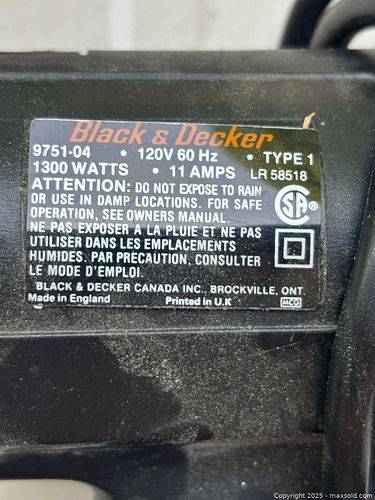 Black & Decker
9751-04 • 120V 60 Hz • TYPE 1
1300 WATTS • 11 AMPS LR 58518
ATTENTION: DO NOT EXPOSE TO RAIN
OR USE IN DAMP LOCATIONS. FOR SAFE
OPERATION, SEE OWNERS MANUAL.
NE PAS EXPOSER A LA PLUIE ET NE PAS
UTILISER DANS LES EMPLACEMENTS
HUMIDES. PAR PRECAUTION, CONSULTER
LE MODE D'EMPLOI.
SA ®
BLACK & DECKER CANADA INC., BROCKVILLE, ONT.
Made in England Printed in U.K MCG
Copyright © 2025 - maxsold.com